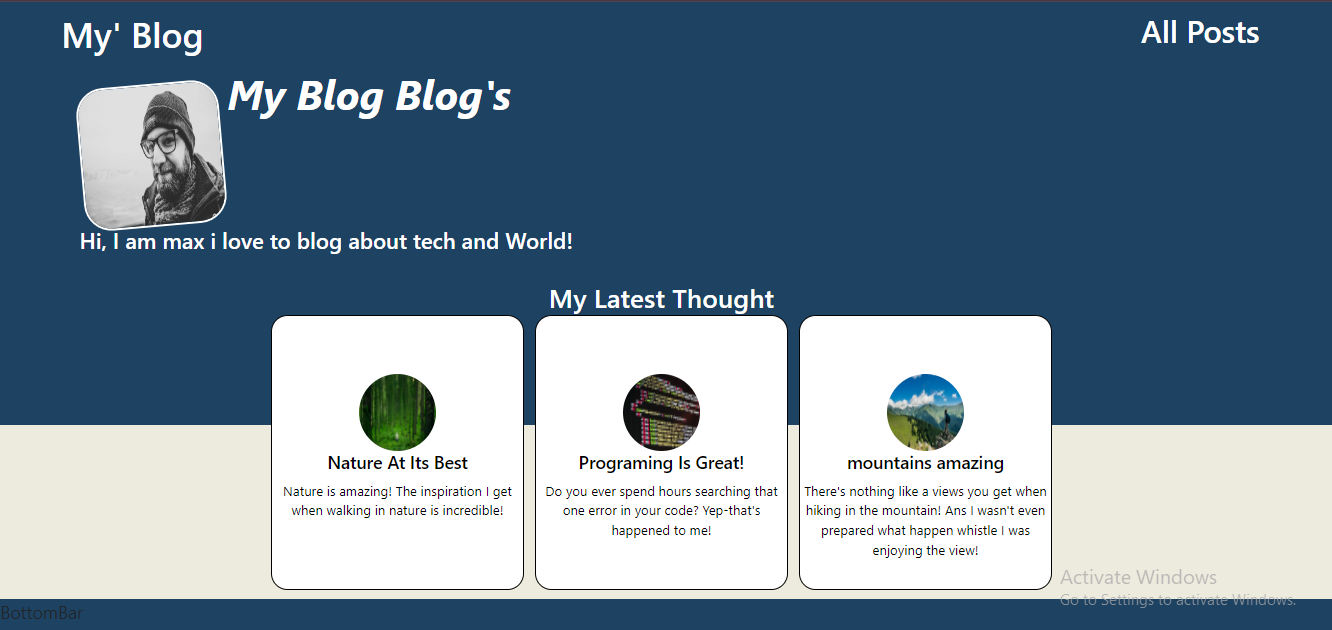 My' Blog
All Posts
My Blog Blog's
Hi, I am max i love to blog about tech and World!
My Latest Thought
Nature At Its Best
Nature is amazing! The inspiration I get
when walking in nature is incredible!
Programing Is Great!
Do you ever spend hours searching that
one error in your code? Yep-that's
happened to me!
mountains amazing
There's nothing like a views you get when
hiking in the mountain! Ans I wasn't even
prepared what happen whistle I was
enjoying the view!
Activate Windows
Go to Settings to activate Windows.
BottomBar